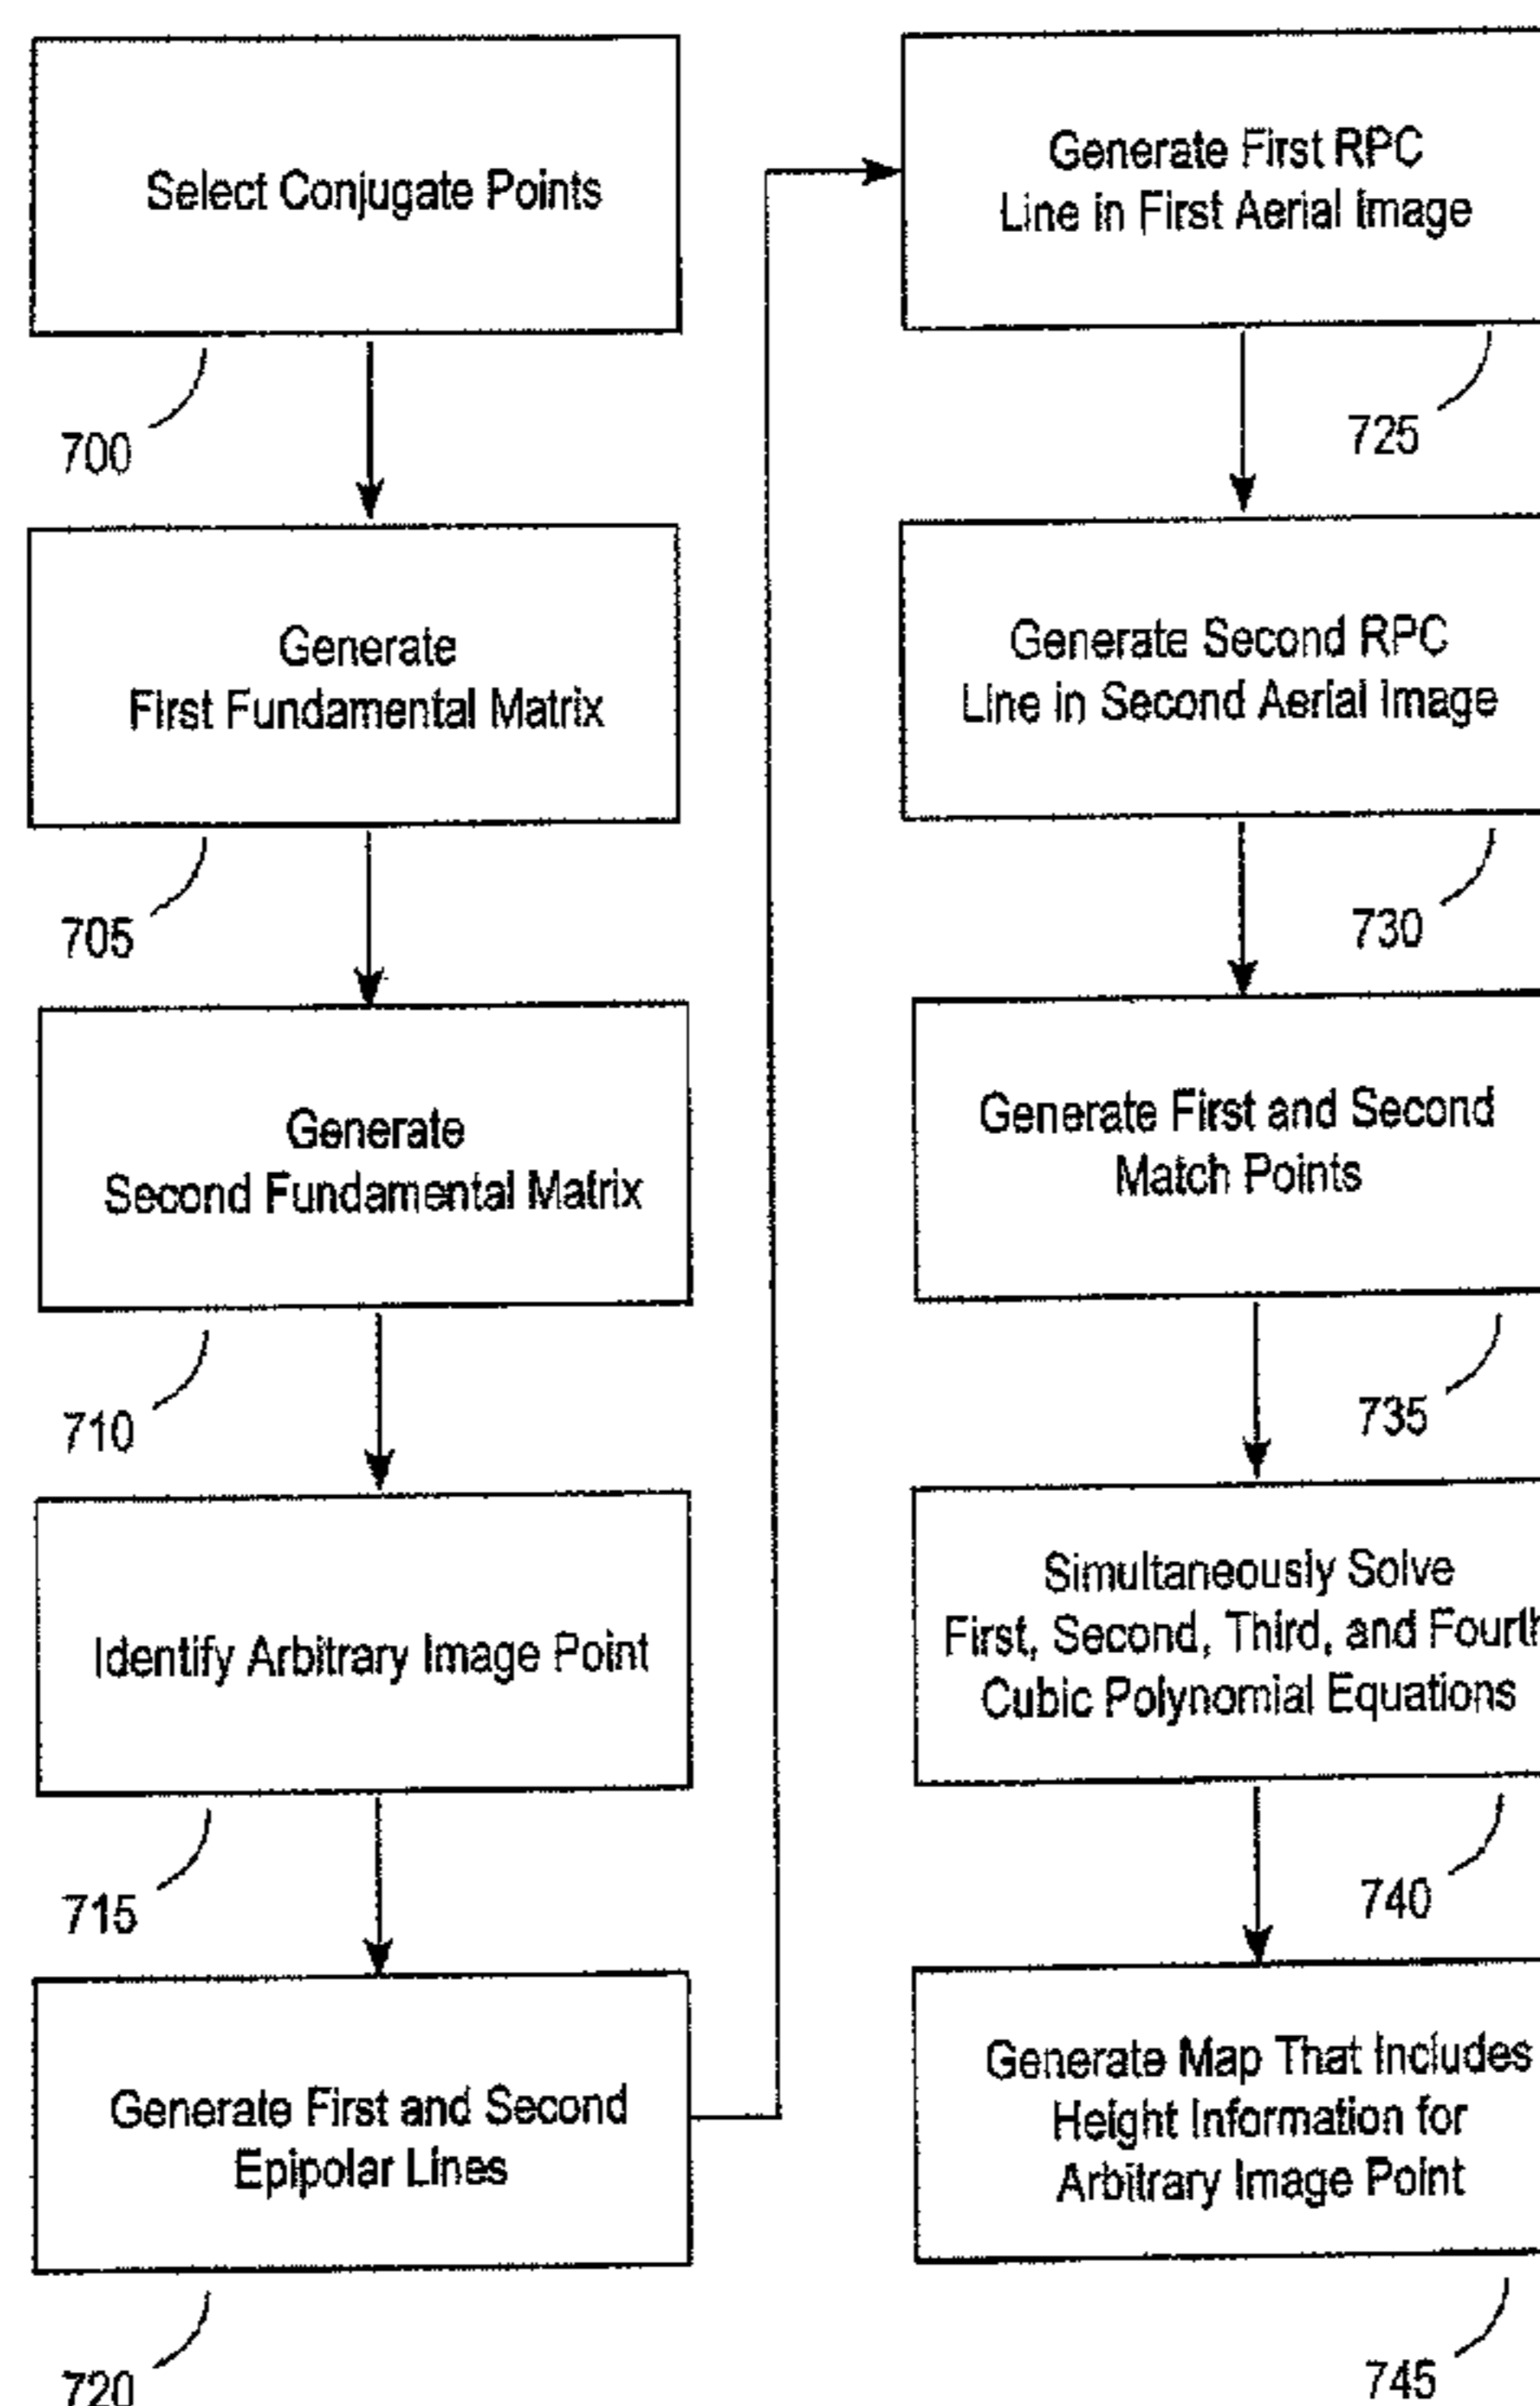 Select Conjugate Points
700
Generate
First Fundamental Matrix
705
Generate
Second Fundamental Matrix
710
Identify Arbitrary Image Point
715
Generate First and Second
Epipolar Lines
720
Generate First RPC
Line in First Aerial Image
725
Generate Second RPC
Line in Second Aerial Image
730
Generate First and Second
Match Points
735
Simultaneously Solve
First, Second, Third, and Fourth
Cubic Polynomial Equations
740
Generate Map That Includes
Height Information for
Arbitrary Image Point
745